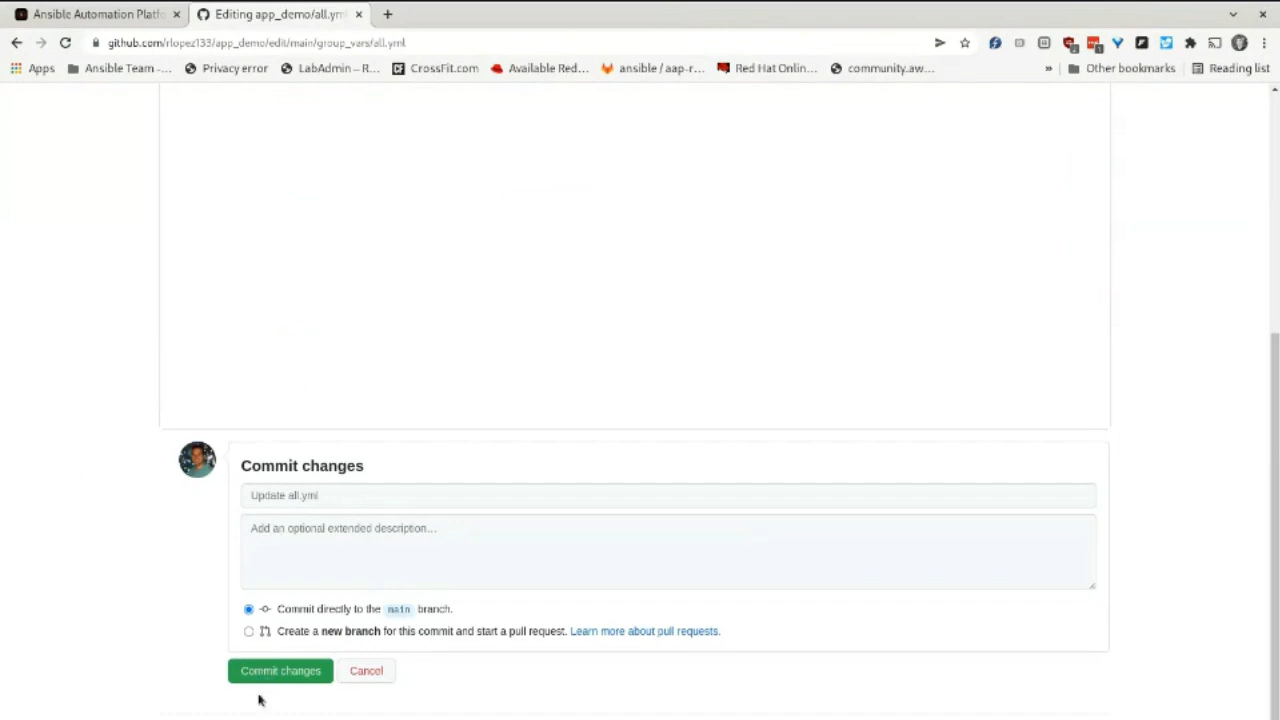 Ansible Automation Platfo
Editing app_demo/all.yml
github.com/rlopez133/app_demo/edit/main/group_vars/all.yml
Apps
Ansible Team -...
Privacy error
LabAdmin – R...
CrossFit.com
Available Red...
ansible / aap-r...
Red Hat Onlin...
community.aw...
»
Other bookmarks
Reading list
Commit changes
Update all.yml
Add an optional extended description...
Commit directly to the main branch.
Create a new branch for this commit and start a pull request. Learn more about pull requests.
Commit changes
Cancel